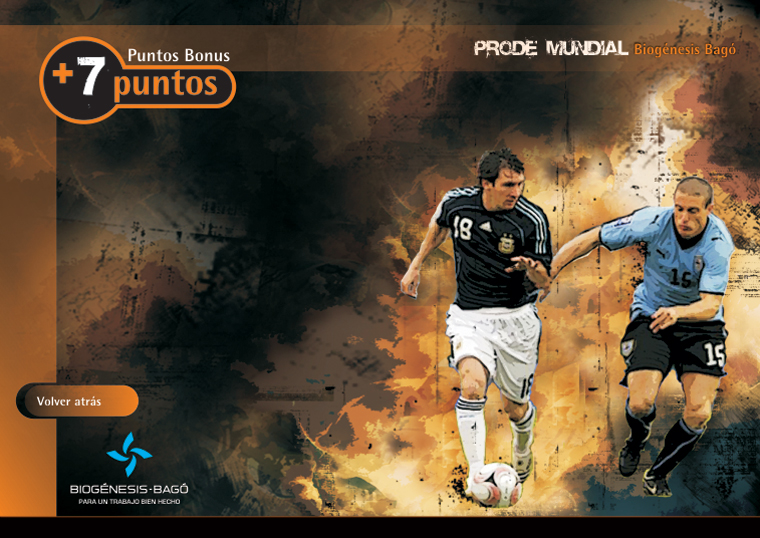 Puntos Bonus
+7 puntos
PRODE MUNDIAL Biogénesis Bagó
18
15
18
15
Volver atrás
BIOGÉNESIS·BAGÓ
PARA UN TRABAJO BIEN HECHO